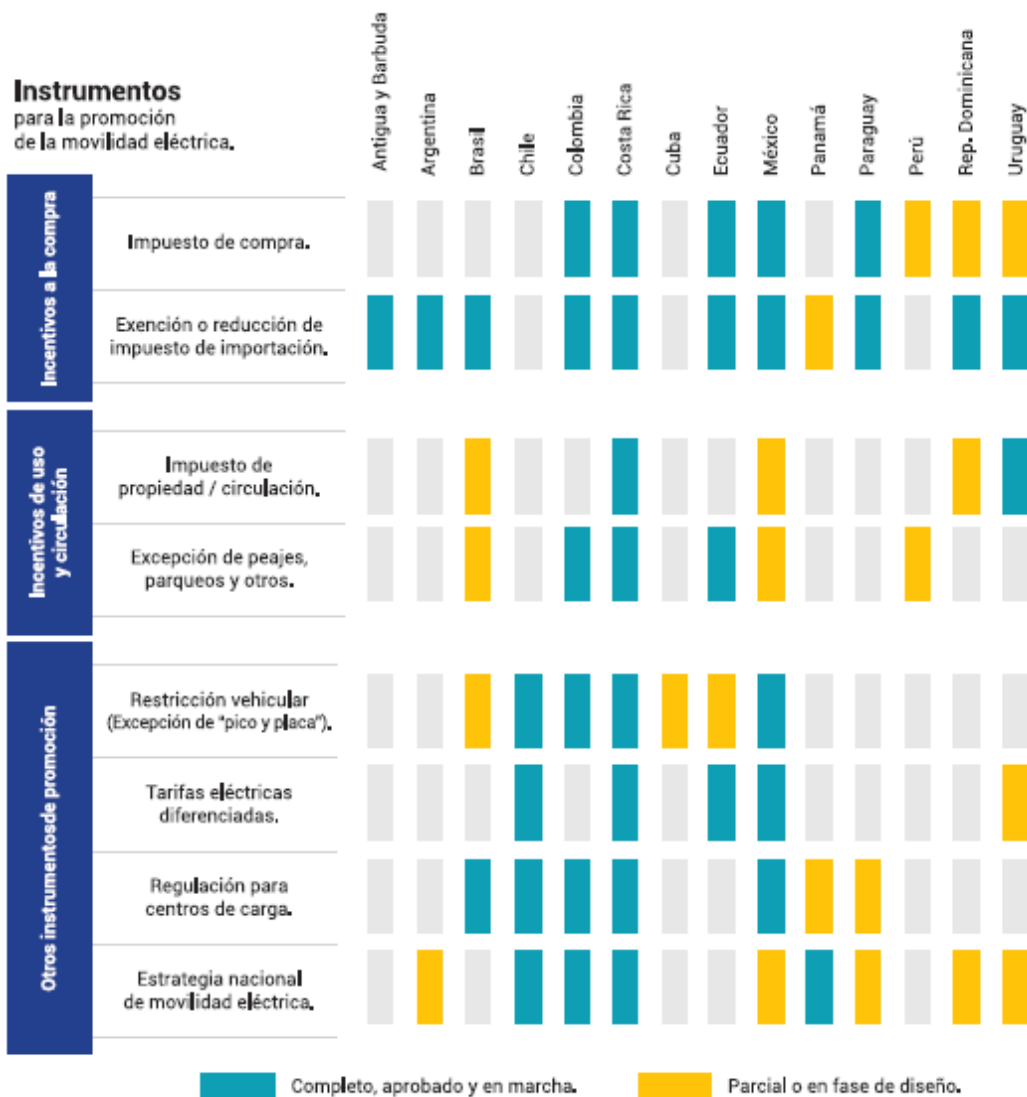 Instrumentos
para la promoción
de la movilidad eléctrica.
Antigua y Barbuda
Argentina
Brasil
Chile
Colombia
Costa Rica
Cuba
Ecuador
México
Panamá
Paraguay
Perú
Rep. Dominicana
Uruguay
Incentivos a la compra
Impuesto de compra.
Exención o reducción de
impuesto de importación.
Incentivos de uso
y circulación
Impuesto de
propiedad / circulación.
Excepción de peajes,
parqueos y otros.
Otros instrumentosde promoción
Restricción vehicular
(Excepción de "pico y placa").
Tarifas eléctricas
diferenciadas.
Regulación para
centros de carga.
Estrategia nacional
de movilidad eléctrica.
Completo, aprobado y en marcha.
Parcial o en fase de diseño.